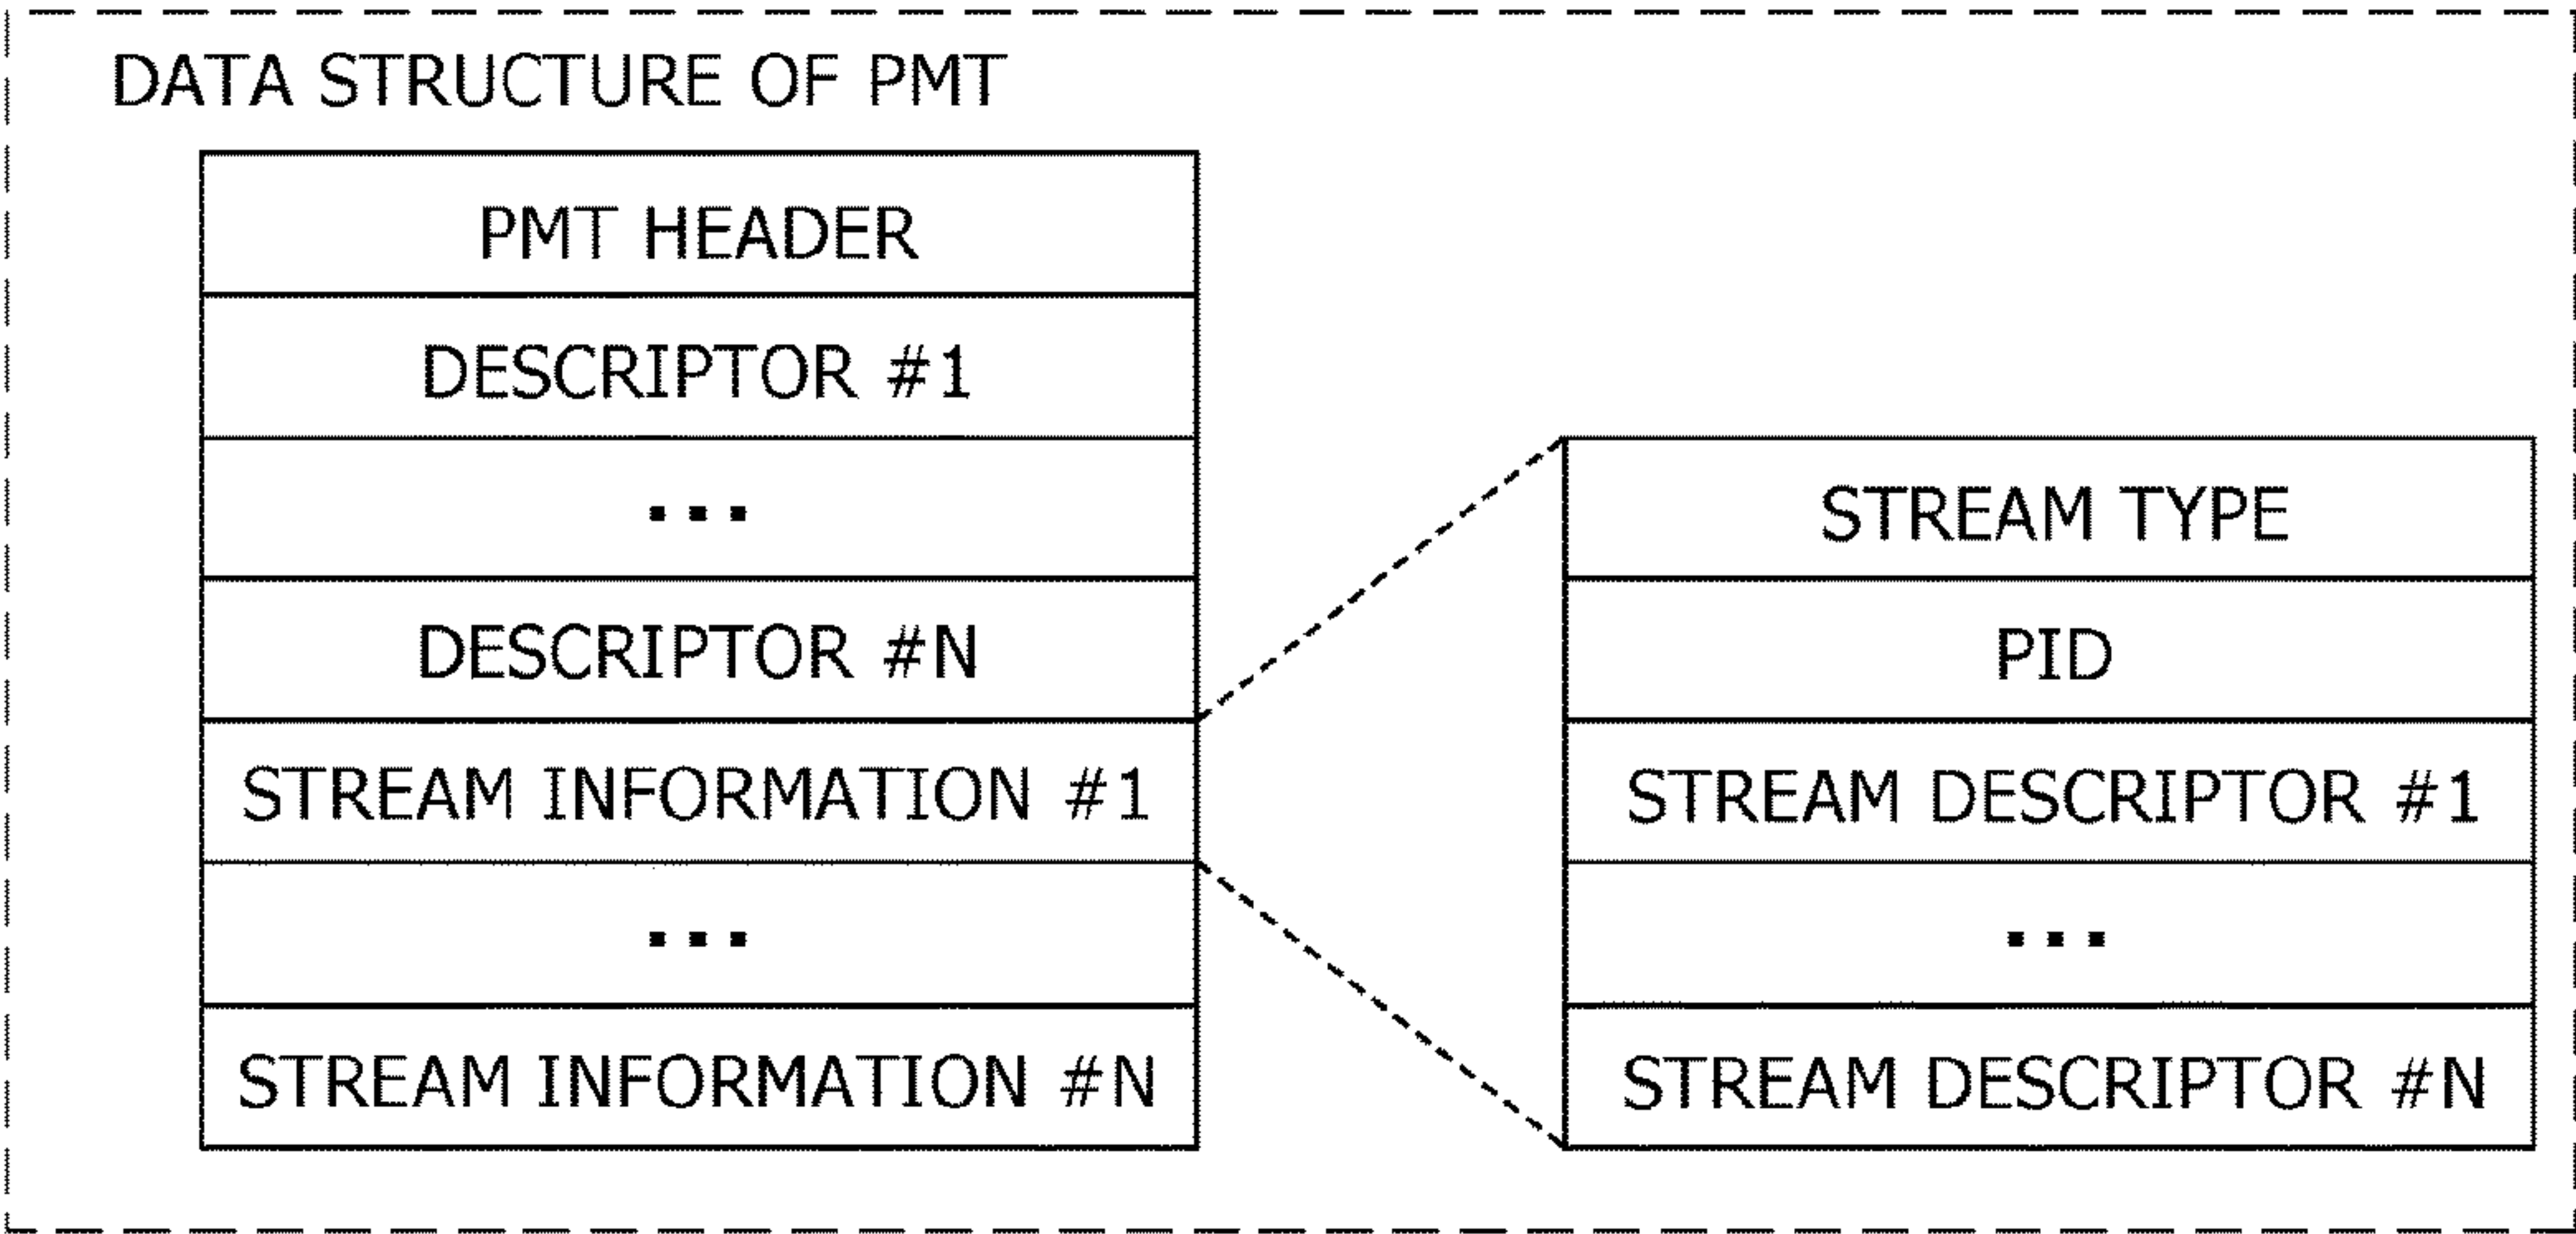 DATA STRUCTURE OF PMT
PMT HEADER
DESCRIPTOR #1
...
DESCRIPTOR #N
STREAM INFORMATION #1
...
STREAM INFORMATION #N
STREAM TYPE
PID
STREAM DESCRIPTOR #1
...
STREAM DESCRIPTOR #N